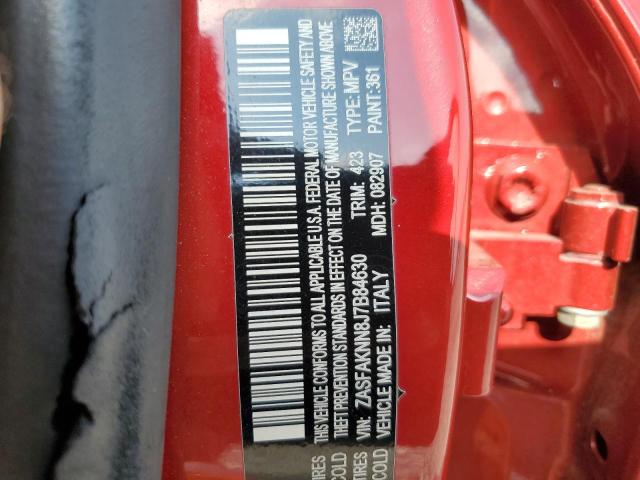 THIS VEHICLE CONFORMS TO ALL APPLICABLE U.S.A. FEDERAL MOTOR VEHICLE SAFETY AND
THEFT PREVENTION STANDARDS IN EFFECT ON THE DATE OF MANUFACTURE SHOWN ABOVE
VIN: ZASFAKNN8J7B84630 TRIM: 423 TYPE: MPV
VEHICLE MADE IN: ITALY MDH: 082907 PAINT: 361
IRES
COLD
TIRES
COLD